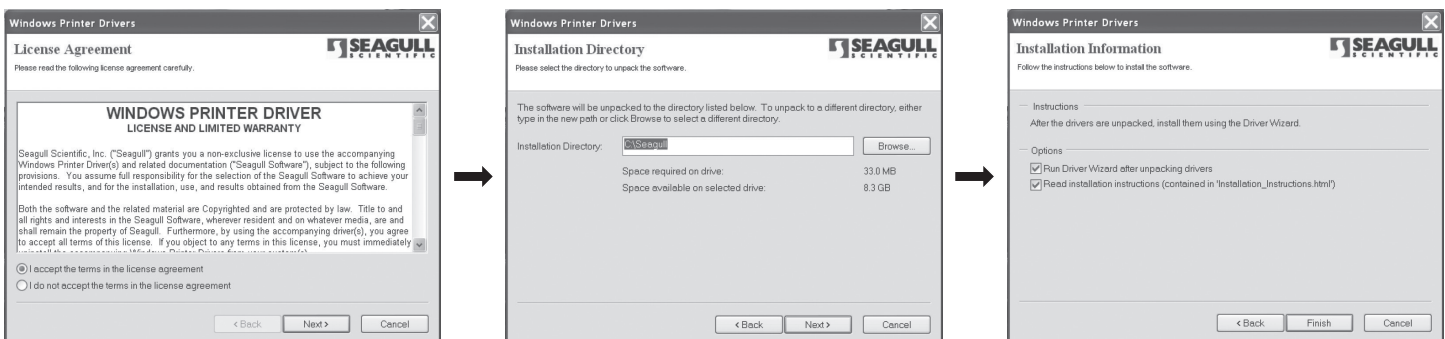 Windows Printer Drivers
License Agreement
Please read the following license agreement carefully.
SEAGULL
SCIENTIFIC
WINDOWS PRINTER DRIVER
LICENSE AND LIMITED WARRANTY
Seagull Scientific, Inc. ("Seagull") grants you a non-exclusive license to use the accompanying
Windows Printer Driver(s) and related documentation ("Seagull Software"), subject to the following
provisions. You assume full responsibility for the selection of the Seagull Software to achieve your
intended results, and for the installation, use, and results obtained from the Seagull Software.
Both the software and the related material are Copyrighted and are protected by law. Title to and
all rights and interests in the Seagull Software, wherever resident and on whatever media, are and
shall remain the property of Seagull. Furthermore, by using the accompanying driver(s), you agree
to accept all terms of this license. If you object to any terms in this license, you must immediately
I accept the terms in the license agreement
I do not accept the terms in the license agreement
< Back Next > Cancel
Windows Printer Drivers
Installation Directory
Please select the directory to unpack the software.
SEAGULL
SCIENTIFIC
The software will be unpacked to the directory listed below. To unpack to a different directory, either
type in the new path or click Browse to select a different directory.
Installation Directory: C:\Seagull Browse...
Space required on drive: 33.0 MB
Space available on selected drive: 8.3 GB
< Back Next > Cancel
Windows Printer Drivers
Installation Information
Follow the instructions below to install the software.
SEAGULL
SCIENTIFIC
Instructions
After the drivers are unpacked, install them using the Driver Wizard.
Options
Run Driver Wizard after unpacking drivers
Read installation instructions (contained in 'Installation_Instructions.html')
< Back Finish Cancel